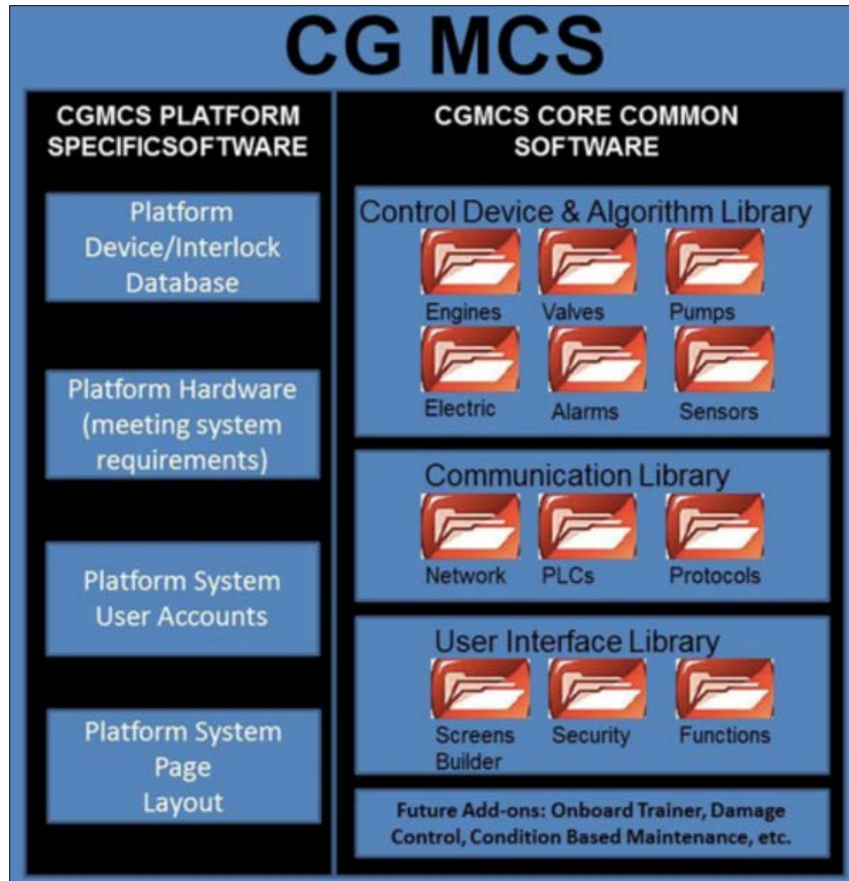 CG MCS
CGMCS PLATFORM
SPECIFICSOFTWARE
Platform
Device/Interlock
Database
Platform Hardware
(meeting system
requirements)
Platform System
User Accounts
Platform System
Page
Layout
CGMCS CORE COMMON
SOFTWARE
Control Device & Algorithm Library
Engines Valves Pumps
Electric Alarms Sensors
Communication Library
Network PLCs Protocols
User Interface Library
Screens Security Functions
Builder
Future Add-ons: Onboard Trainer, Damage
Control, Condition Based Maintenance, etc.